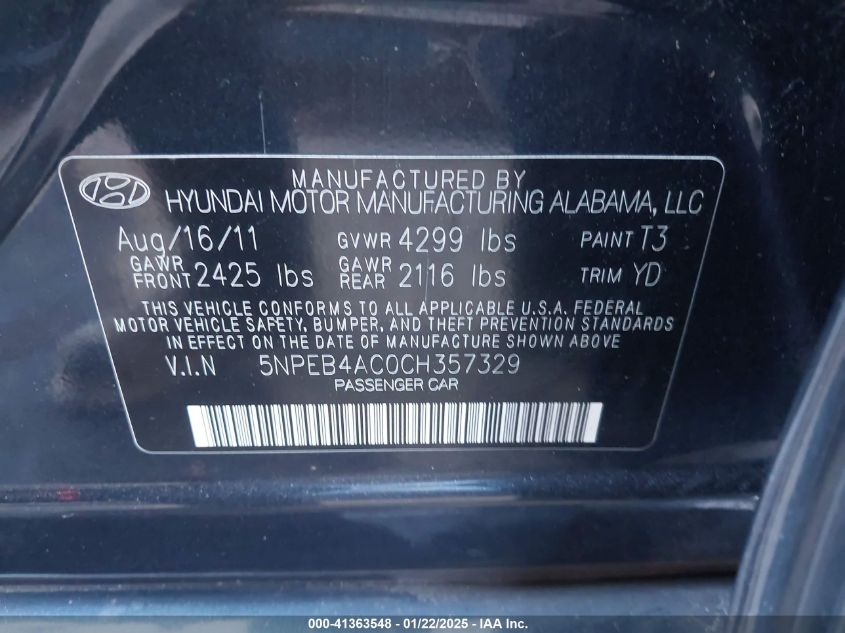 MANUFACTURED BY
HYUNDAI MOTOR MANUFACTURING ALABAMA, LLC
Aug/16/11 GVWR 4299 lbs PAINT T3
GAWR FRONT 2425 lbs GAWR REAR 2116 lbs TRIM YD
THIS VEHICLE CONFORMS TO ALL APPLICABLE U.S.A. FEDERAL
MOTOR VEHICLE SAFETY, BUMPER, AND THEFT PREVENTION STANDARDS
IN EFFECT ON THE DATE OF MANUFACTURE SHOWN ABOVE.
V.I.N 5NPEB4AC0CH357329
PASSENGER CAR
000-41363548 - 01/22/2025 - IAA, Inc.